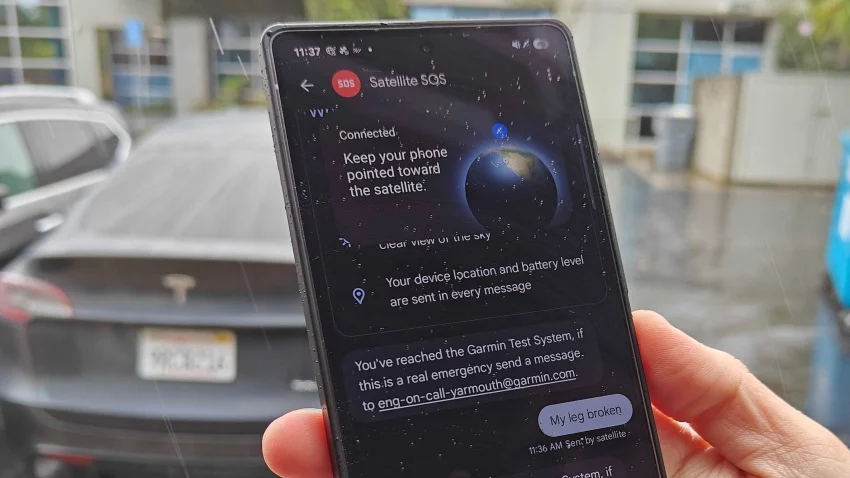 11:37
SOS Satellite SOS
Connected
Keep your phone
pointed toward
the satellite.
Clear view of the sky
Your device location and battery level
are sent in every message
You've reached the Garmin Test System, if
this is a real emergency send a message.
to eng-on-call-yarmouth@garmin.com.
My leg broken
11:36 AM Sent by satellite
System, if